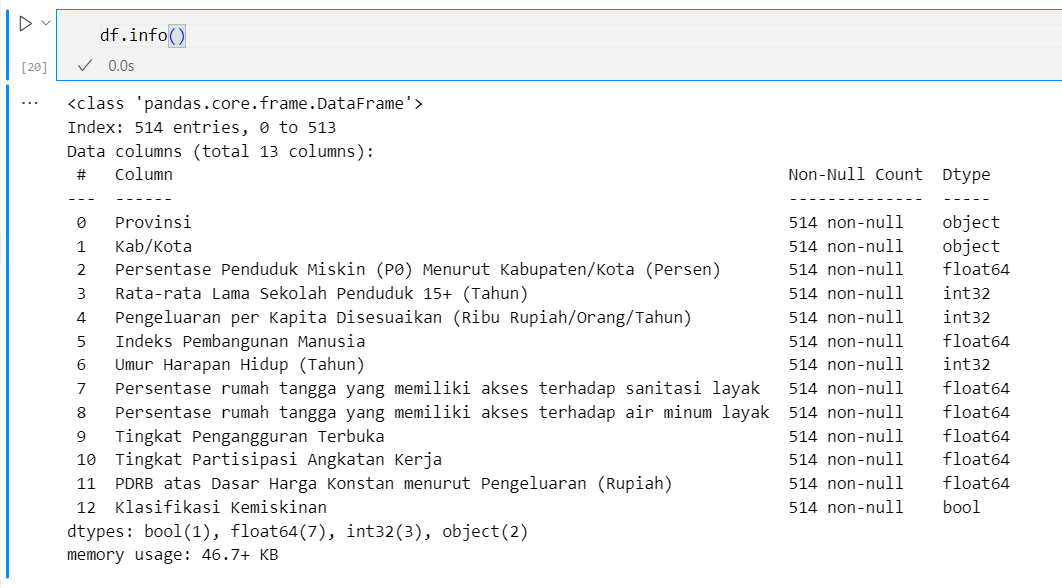 df.info()
[20]
0.0s
...
<class 'pandas.core.frame.DataFrame'>
Index: 514 entries, 0 to 513
Data columns (total 13 columns):
 #   Column                                                                Non-Null Count  Dtype
---  ------                                                                --------------  -----
 0   Provinsi                                                              514 non-null    object
 1   Kab/Kota                                                              514 non-null    object
 2   Persentase Penduduk Miskin (P0) Menurut Kabupaten/Kota (Persen)       514 non-null    float64
 3   Rata-rata Lama Sekolah Penduduk 15+ (Tahun)                           514 non-null    int32
 4   Pengeluaran per Kapita Disesuaikan (Ribu Rupiah/Orang/Tahun)          514 non-null    int32
 5   Indeks Pembangunan Manusia                                            514 non-null    float64
 6   Umur Harapan Hidup (Tahun)                                            514 non-null    int32
 7   Persentase rumah tangga yang memiliki akses terhadap sanitasi layak   514 non-null    float64
 8   Persentase rumah tangga yang memiliki akses terhadap air minum layak  514 non-null    float64
 9   Tingkat Pengangguran Terbuka                                          514 non-null    float64
 10  Tingkat Partisipasi Angkatan Kerja                                    514 non-null    float64
 11  PDRB atas Dasar Harga Konstan menurut Pengeluaran (Rupiah)            514 non-null    float64
 12  Klasifikasi Kemiskinan                                                514 non-null    bool
dtypes: bool(1), float64(7), int32(3), object(2)
memory usage: 46.7+ KB